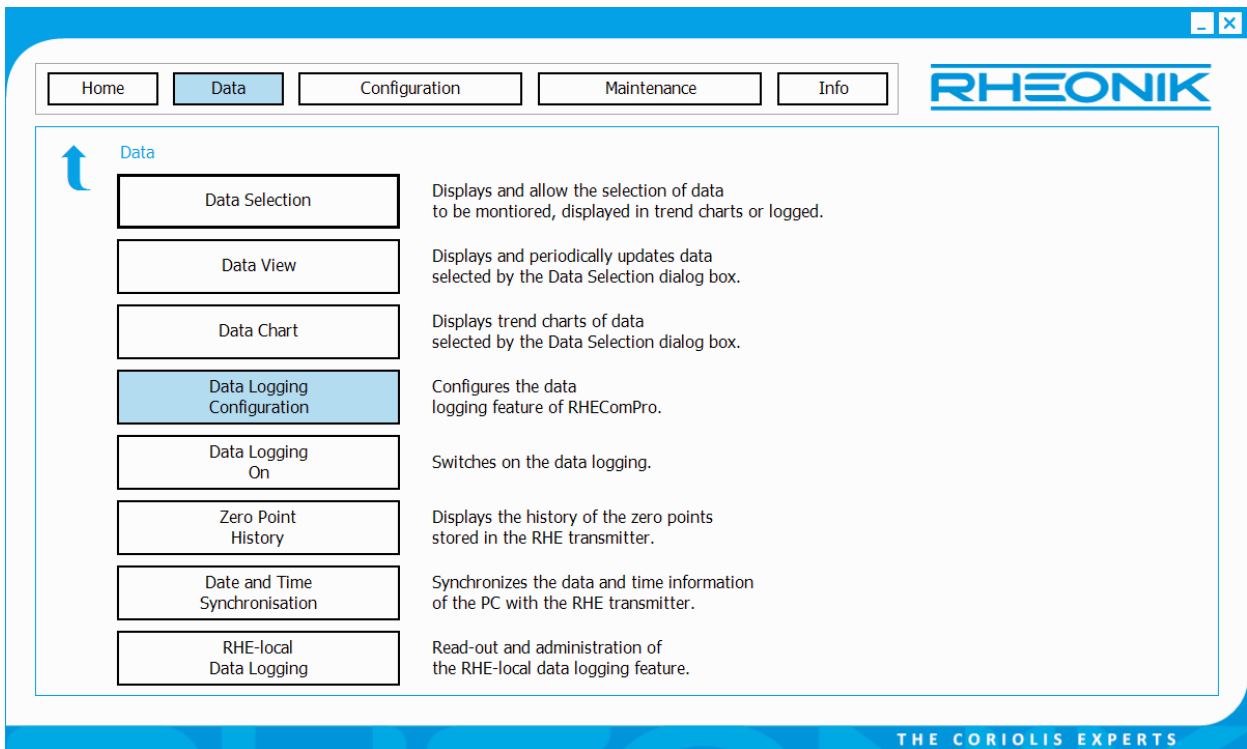 Home Data Configuration Maintenance Info
RHEONIK
Data
Data Selection
Displays and allow the selection of data
to be montiored, displayed in trend charts or logged.
Data View
Displays and periodically updates data
selected by the Data Selection dialog box.
Data Chart
Displays trend charts of data
selected by the Data Selection dialog box.
Data Logging
Configuration
Configures the data
logging feature of RHEComPro.
Data Logging
On
Switches on the data logging.
Zero Point
History
Displays the history of the zero points
stored in the RHE transmitter.
Date and Time
Synchronisation
Synchronizes the data and time information
of the PC with the RHE transmitter.
RHE-local
Data Logging
Read-out and administration of
the RHE-local data logging feature.
THE CORIOLIS EXPERTS